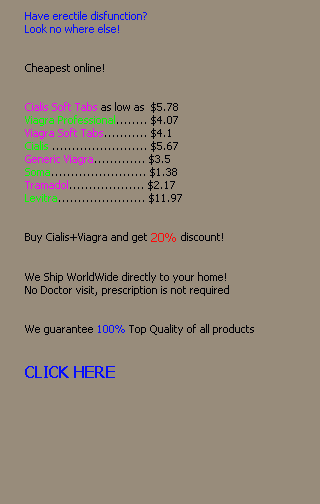 Have erectile disfunction?
Look no where else!
Cheapest online!
Cialis Soft Tabs as low as $5.78
Professional........ $4.07
Viagra Soft Tabs........... $4.1
........................ $5.67
Generic Viagra............. $3.5
........................ $1.38
Tramadol................... $2.17
...................... $11.97
Buy Cialis+Viagra and get 20% discount!
We Ship WorldWide directly to your home!
No Doctor visit, prescription is not required
We guarantee 100% Top Quality of all products
CLICK HERE